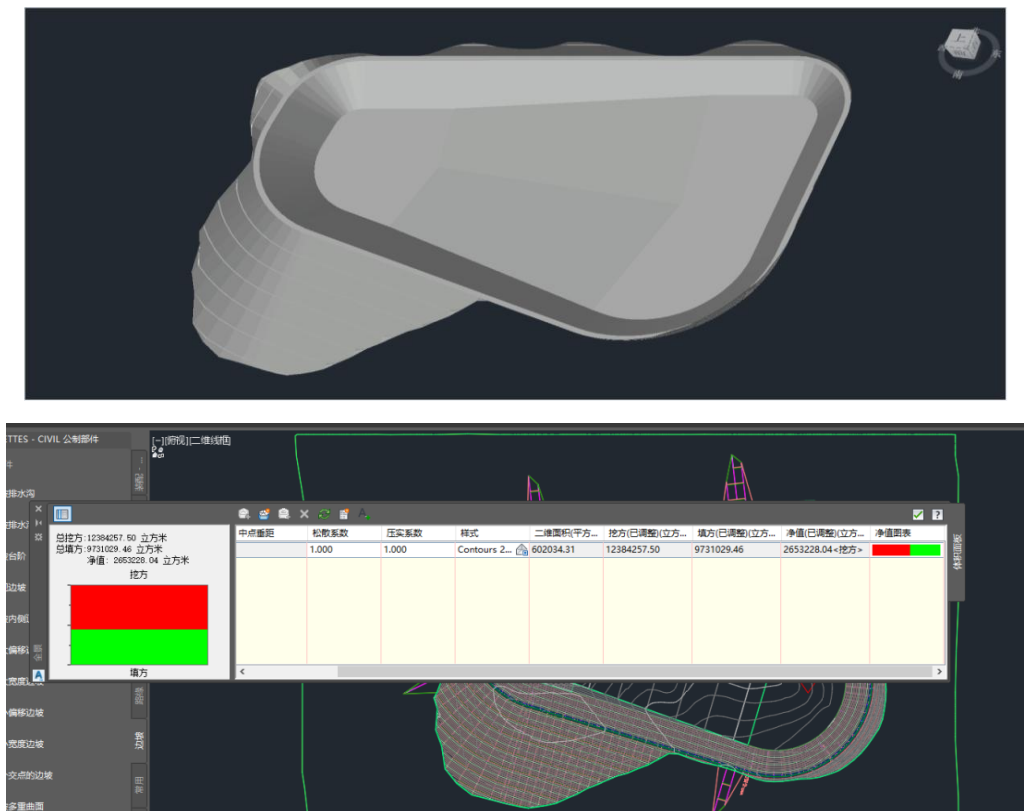 上
南
TTES - CIVIL 公制部件
[-][俯视][二维线框]
件
排水沟
排水沟
台阶
边坡
内侧
偏移
宽度边坡
偏移边坡
宽度边坡
交点的边坡
多重曲面
边坡
常用
总挖方:12384257.50 立方米
总填方:9731029.46 立方米
净值: 2653228.04 立方米
挖方
填方
中点垂距 松散系数 压实系数 样式 二维面积(平方... 挖方(已调整)(立方... 填方(已调整)(立方... 净值(已调整)(立方... 净值图表
1.000 1.000 Contours 2... 602034.31 12384257.50 9731029.46 2653228.04<挖方>